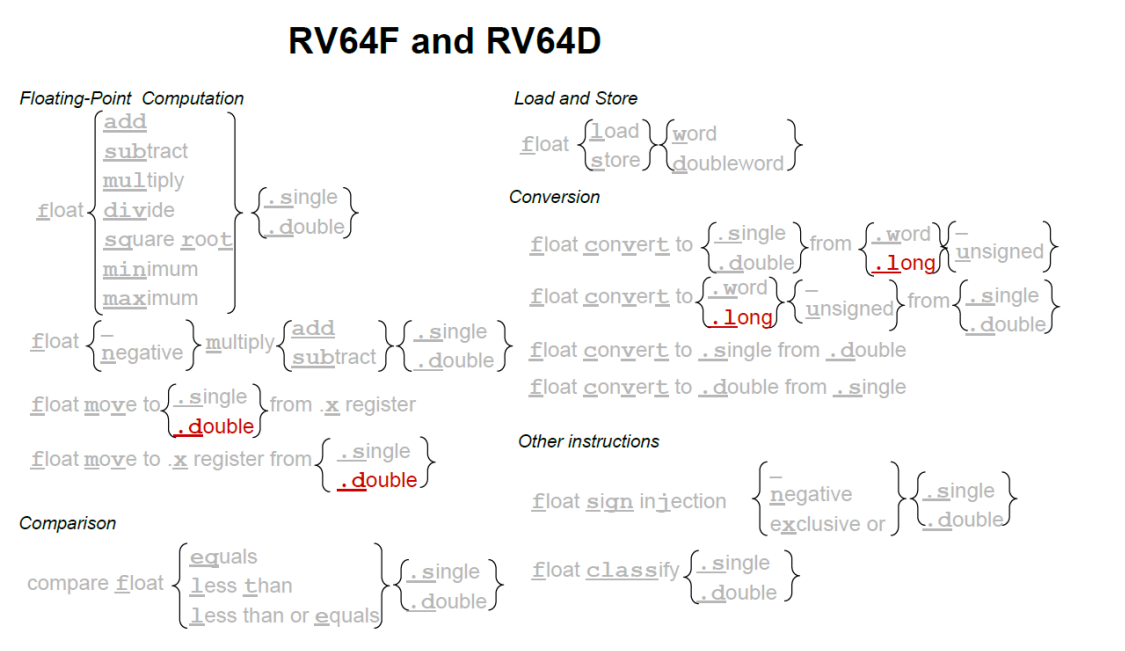 RV64F and RV64D
Floating-Point Computation
float
add
subtract
multiply
divide
square root
minimum
maximum
.single
.double
float
–
negative
multiply
add
subtract
.single
.double
float move to
.single
.double
from .x register
float move to .x register from
.single
.double
Comparison
compare float
equals
less than
less than or equals
.single
.double
Load and Store
float
load
store
word
doubleword
Conversion
float convert to
.single
.double
from
.word
.long
–
unsigned
float convert to
.word
.long
–
unsigned
from
.single
.double
float convert to .single from .double
float convert to .double from .single
Other instructions
float sign injection
–
negative
exclusive or
.single
.double
float classify
.single
.double